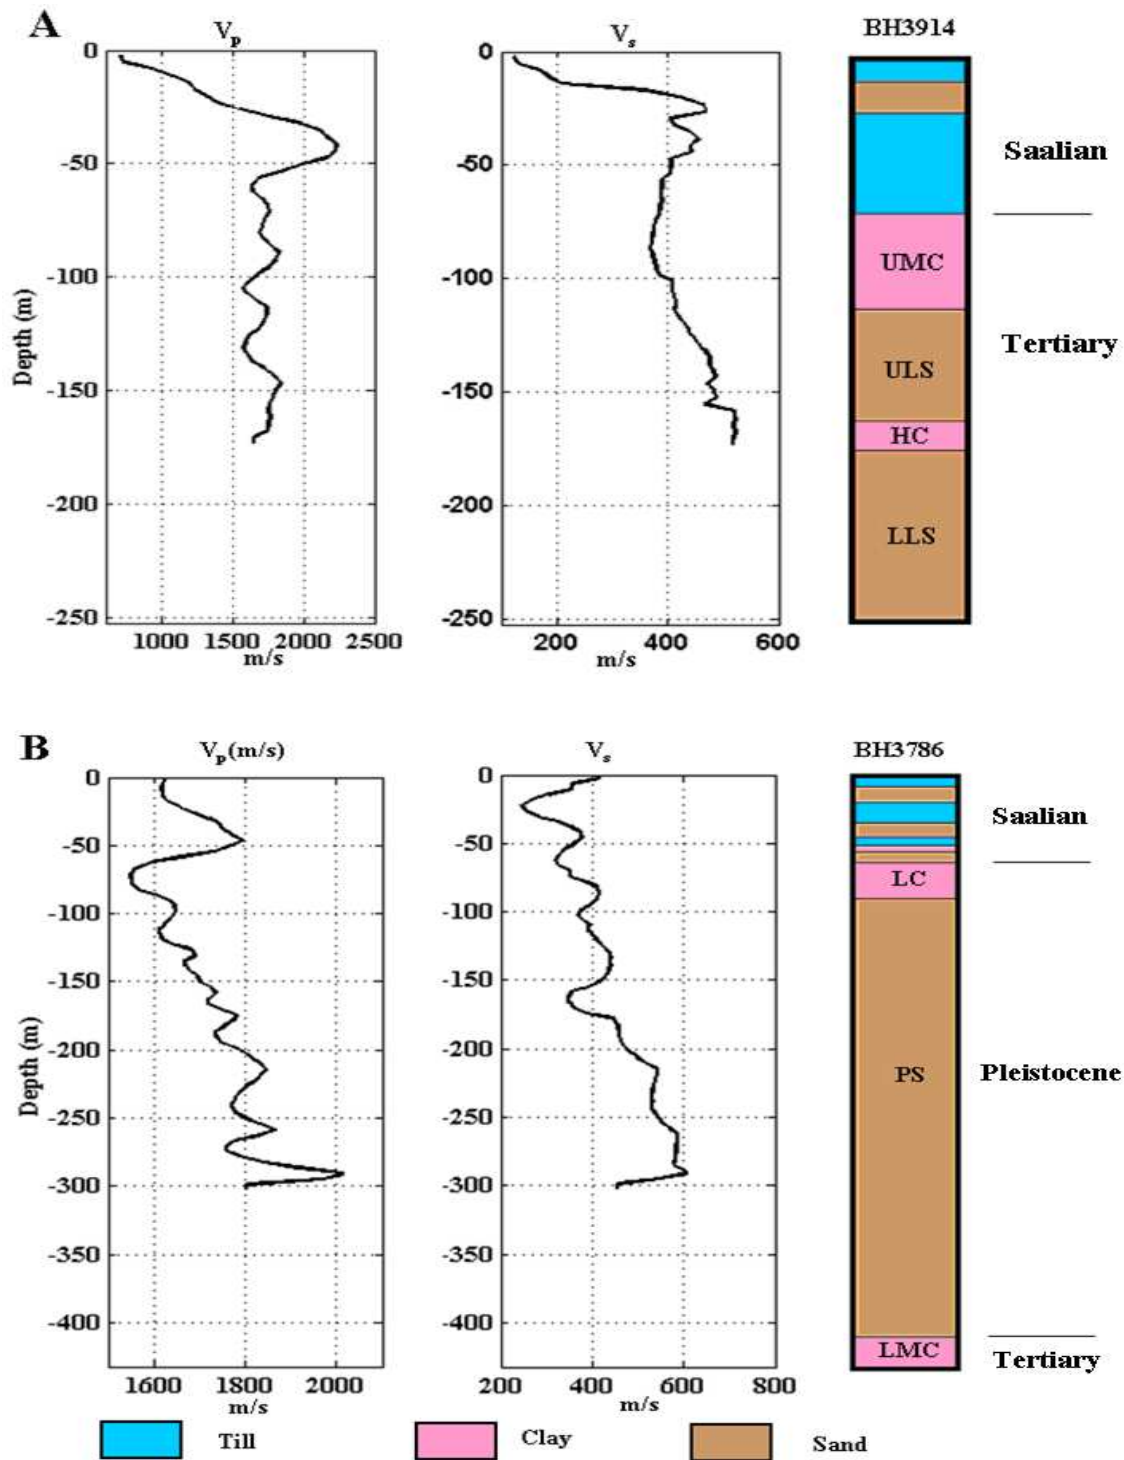 A
Vp
Vs
BH3914
0
-50
-100
-150
-200
-250
Depth (m)
1000 1500 2000 2500
m/s
0
-50
-100
-150
-200
-250
200 400 600
m/s
UMC
ULS
HC
LLS
Saalian
Tertiary
B
Vp(m/s)
Vs
BH3786
0
-50
-100
-150
-200
-250
-300
-350
-400
Depth (m)
1600 1800 2000
m/s
0
-50
-100
-150
-200
-250
-300
-350
-400
200 400 600 800
m/s
LC
PS
LMC
Saalian
Pleistocene
Tertiary
Till Clay Sand